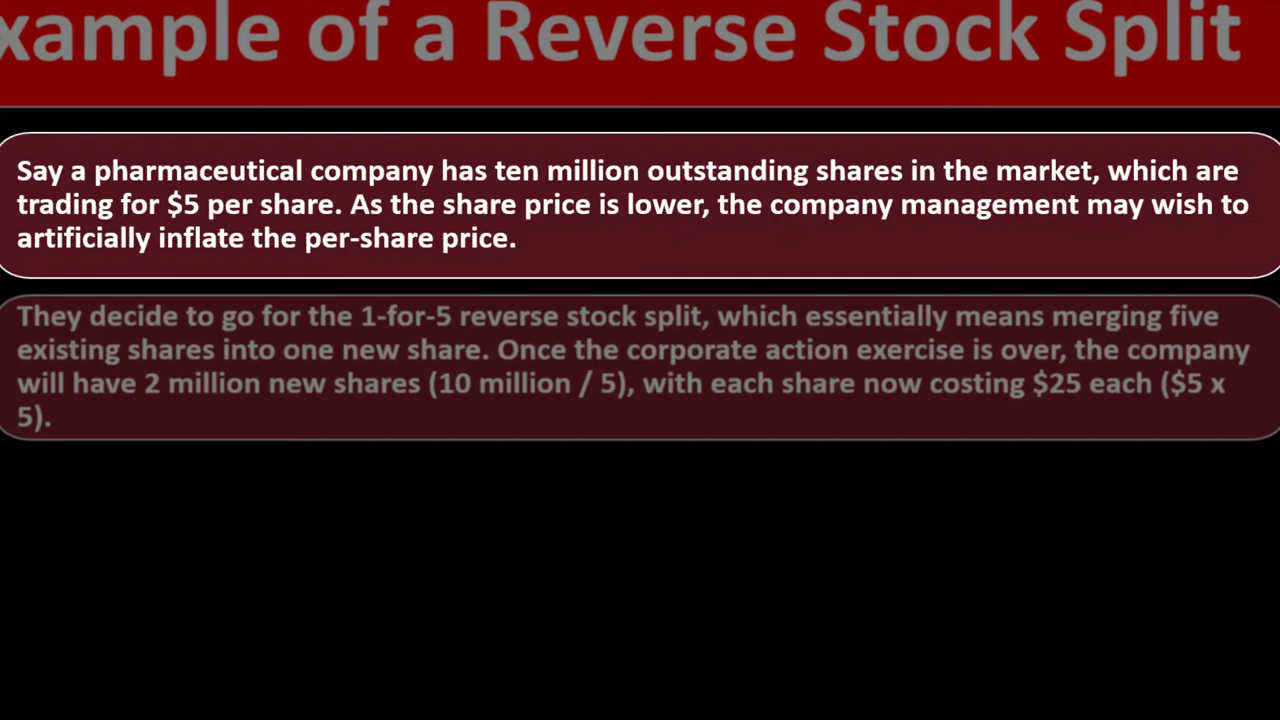 xample of a Reverse Stock Split
Say a pharmaceutical company has ten million outstanding shares in the market, which are
trading for $5 per share. As the share price is lower, the company management may wish to
artificially inflate the per-share price.
They decide to go for the 1-for-5 reverse stock split, which essentially means merging five
existing shares into one new share. Once the corporate action exercise is over, the company
will have 2 million new shares (10 million / 5), with each share now costing $25 each ($5 x
5).